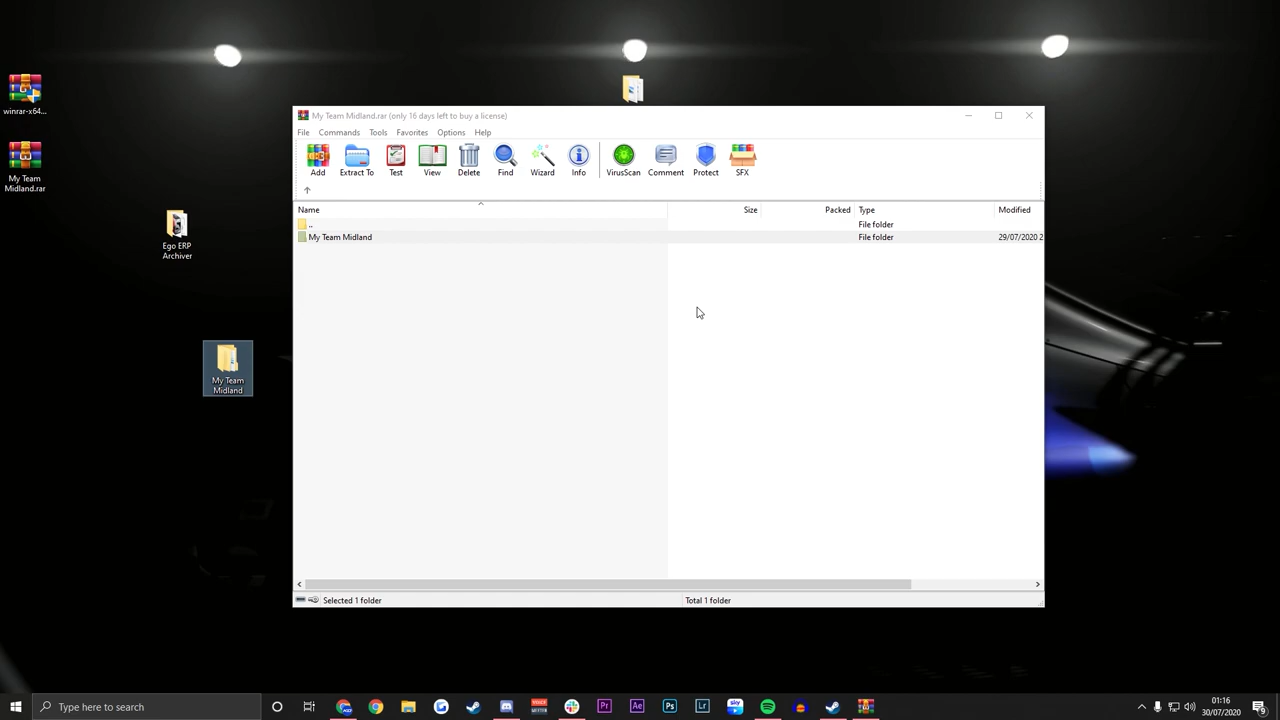 winrar-x64...
My Team
Midland.rar
Ego ERP
Archiver
My Team
Midland
My Team Midland.rar (only 16 days left to buy a license)
File Commands Tools Favorites Options Help
Add Extract To Test View Delete Find Wizard Info VirusScan Comment Protect SFX
Name Size Packed Type Modified
.. File folder
My Team Midland File folder 29/07/2020 2
Selected 1 folder Total 1 folder
Type here to search
01:16
30/07/2020